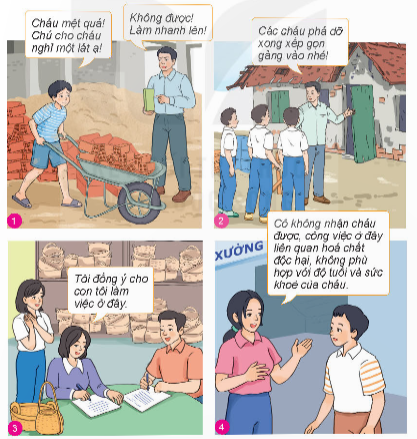 Cháu mệt quá!
Chú cho cháu
nghỉ một lát ạ!
Không được!
Làm nhanh lên!
1
Các cháu phá dỡ
xong xếp gọn
gàng vào nhé!
2
Tôi đồng ý cho
con tôi làm
việc ở đây.
3
XƯỞNG
Cô không nhận cháu
được, công việc ở đây
liên quan hoá chất
độc hại, không phù
hợp với độ tuổi và sức
khoẻ của cháu.
4